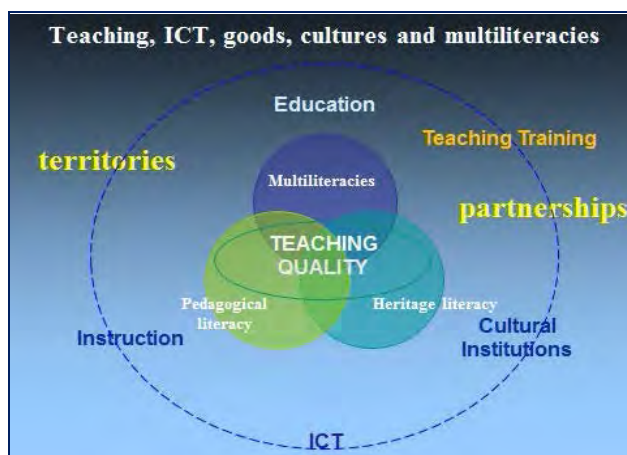 Teaching, ICT, goods, cultures and multiliteracies
Education
Teaching Training
territories
Multiliteracies
partnerships
TEACHING
QUALITY
Pedagogical
literacy
Heritage literacy
Instruction
Cultural
Institutions
ICT